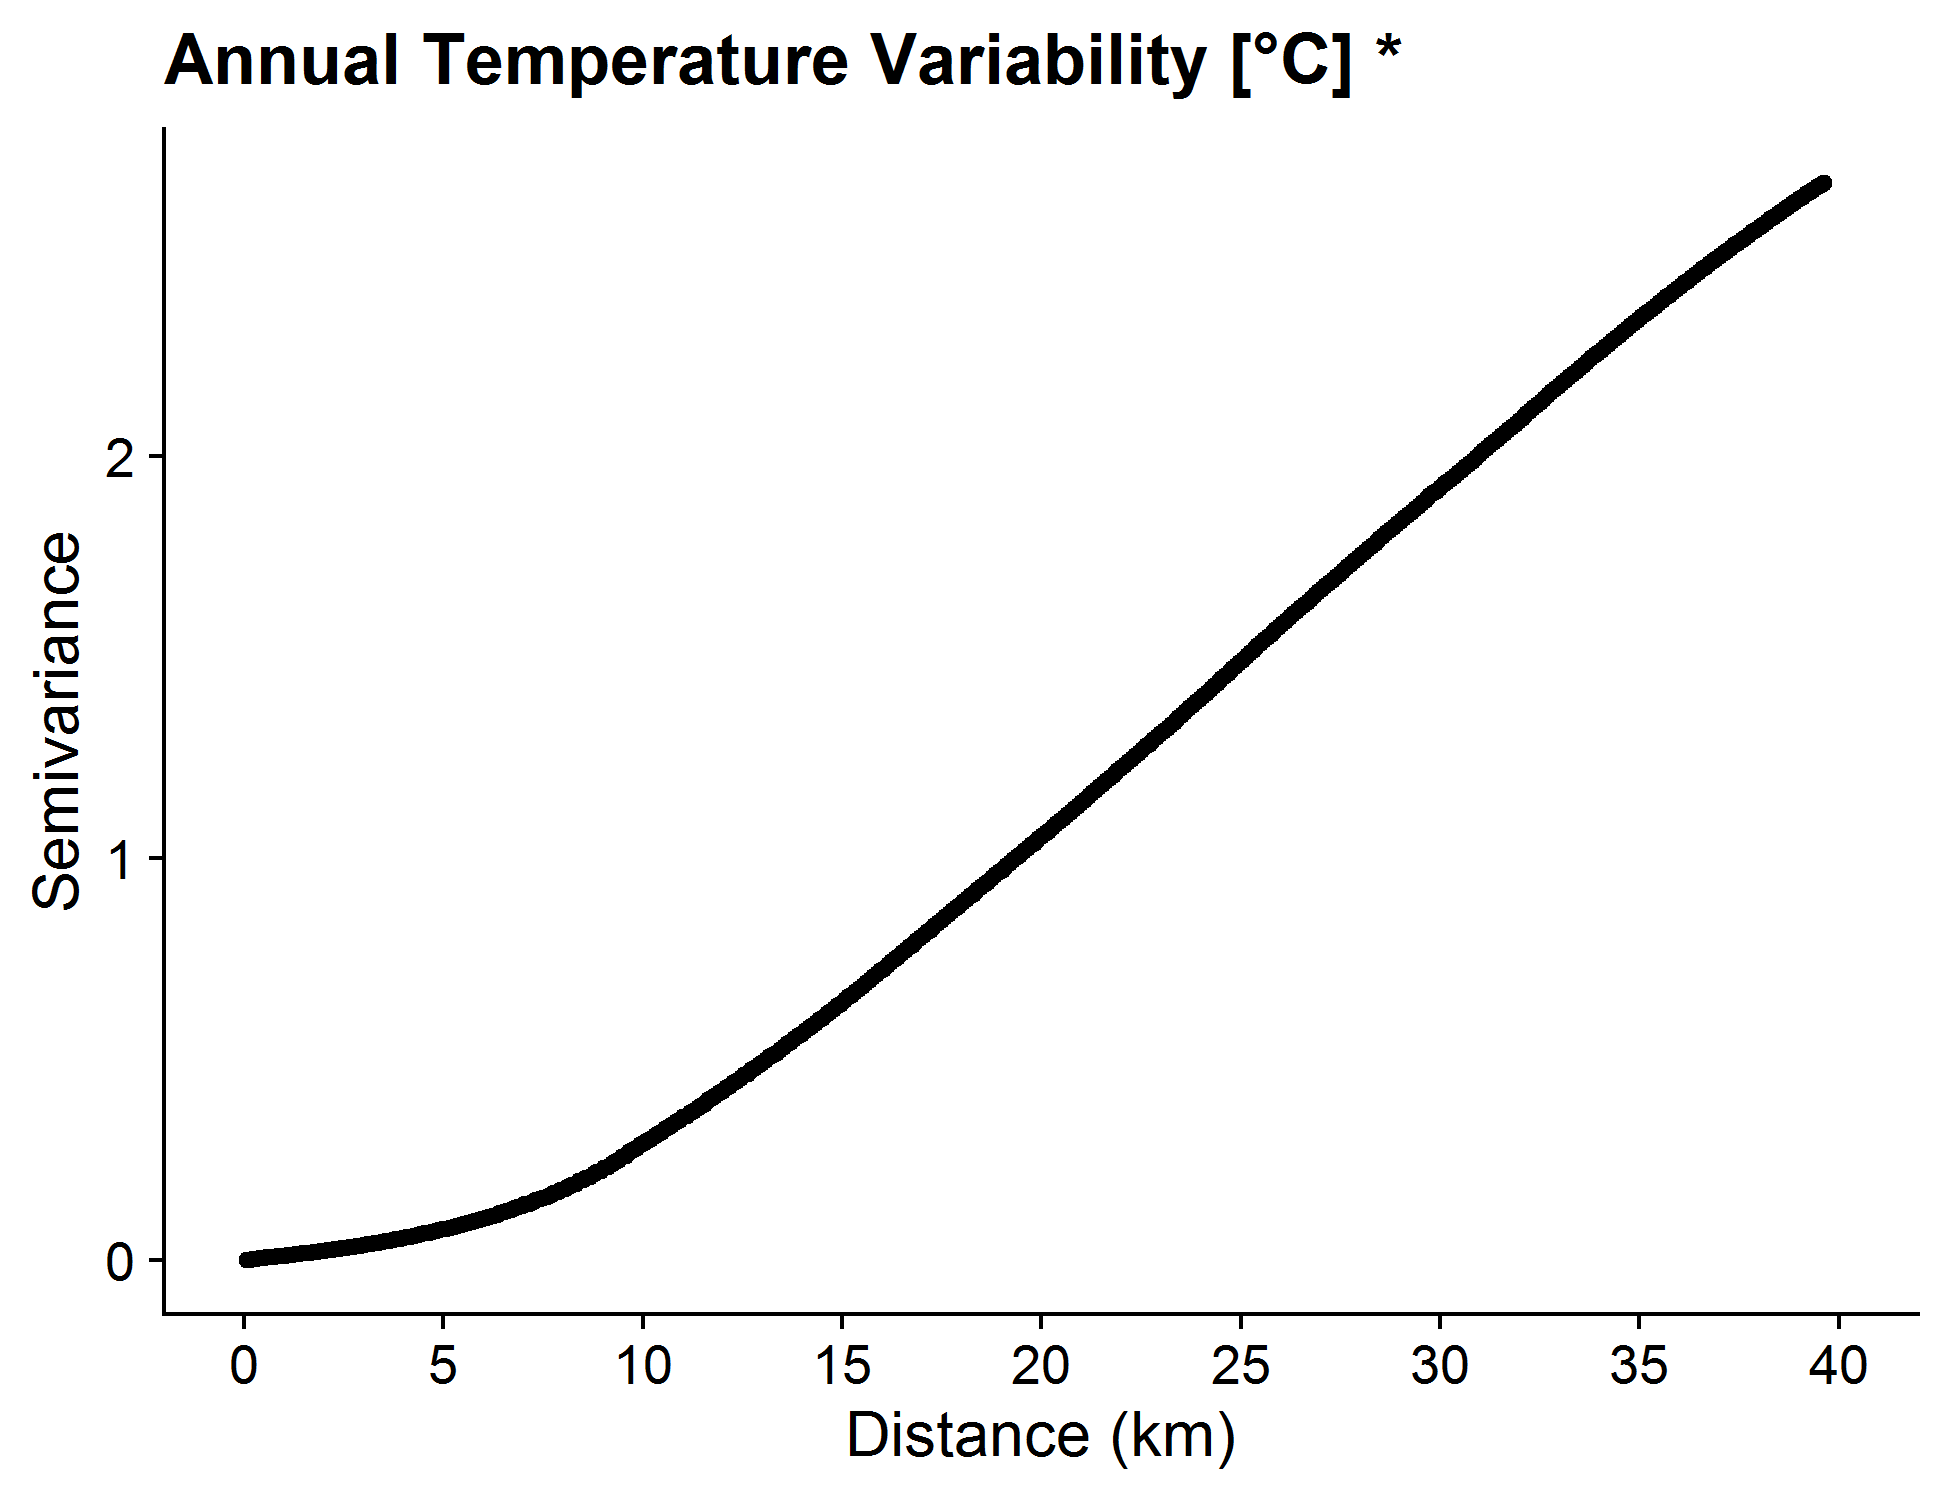 Annual Temperature Variability [°C] *
2
1
0
Semivariance
0 5 10 15 20 25 30 35 40
Distance (km)